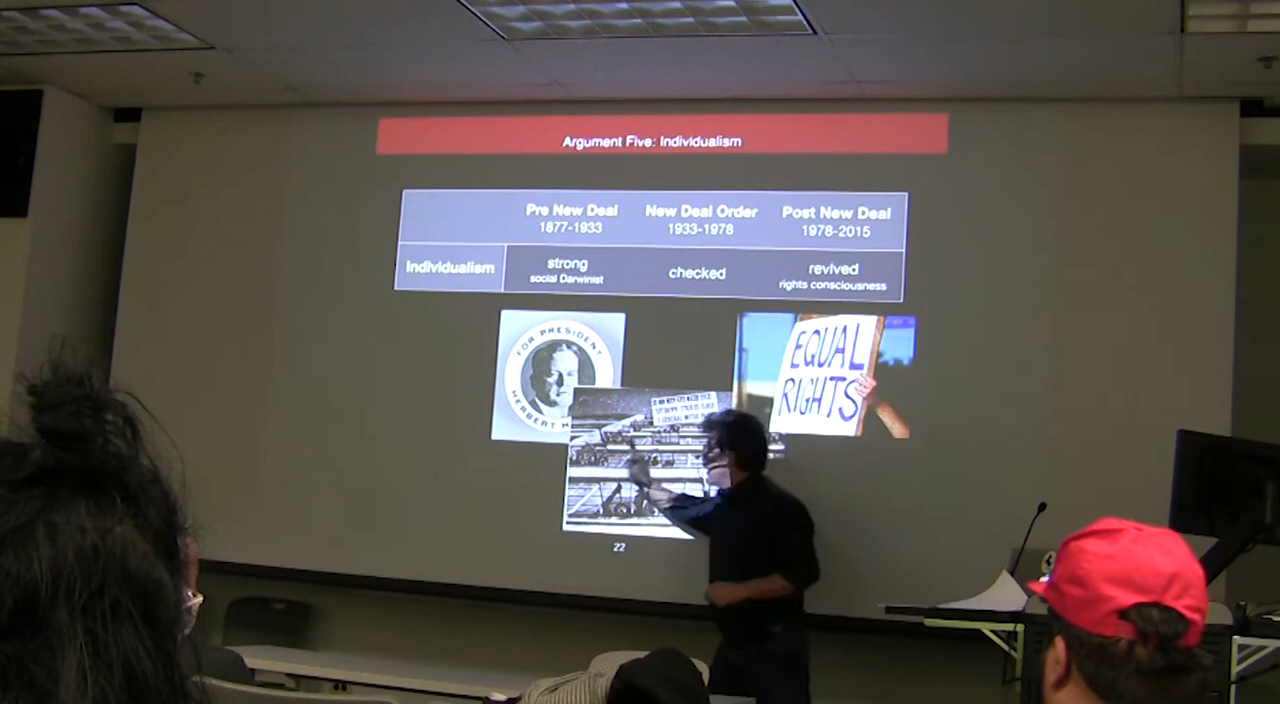 Argument Five: Individualism
Pre New Deal New Deal Order Post New Deal
1877-1933 1933-1978 1978-2015
Individualism strong checked revived
social Darwinist rights consciousness
FOR PRESIDENT
HERBERT H
EQUAL
RIGHTS
22